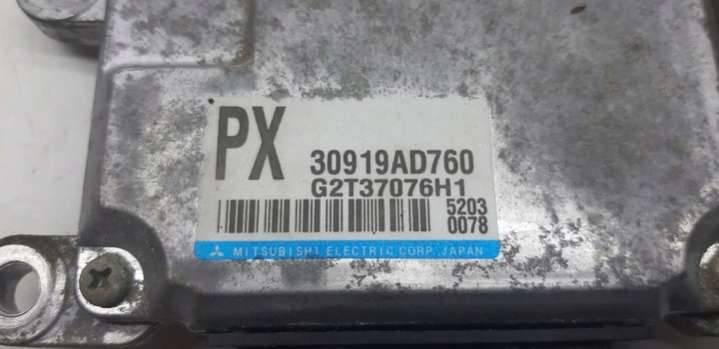 PX 30919AD760
G2T37076H1
5203
0078
MITSUBISHI ELECTRIC CORP. JAPAN